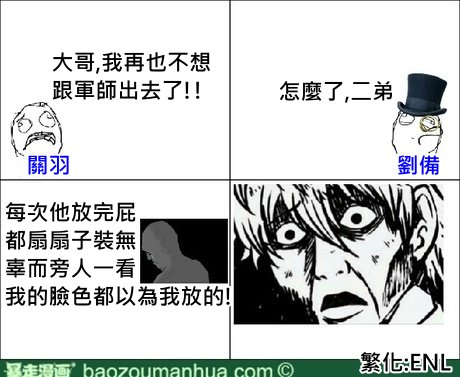 大哥,我再也不想
跟軍師出去了!!
關羽
怎麼了,二弟
劉備
每次他放完屁
都扇扇子裝無
辜而旁人一看
我的臉色都以為我放的!
繁化:ENL
暴走漫画 baozoumanhua.com ©